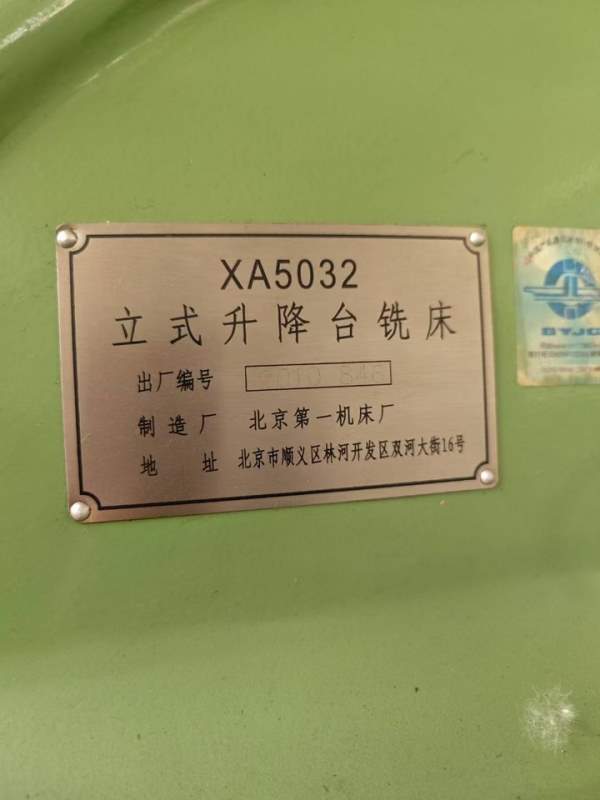 XA5032
立式升降台铣床
出厂编号
制造厂 北京第一机床厂
地址 北京市顺义区林河开发区双河大街16号
BYJC